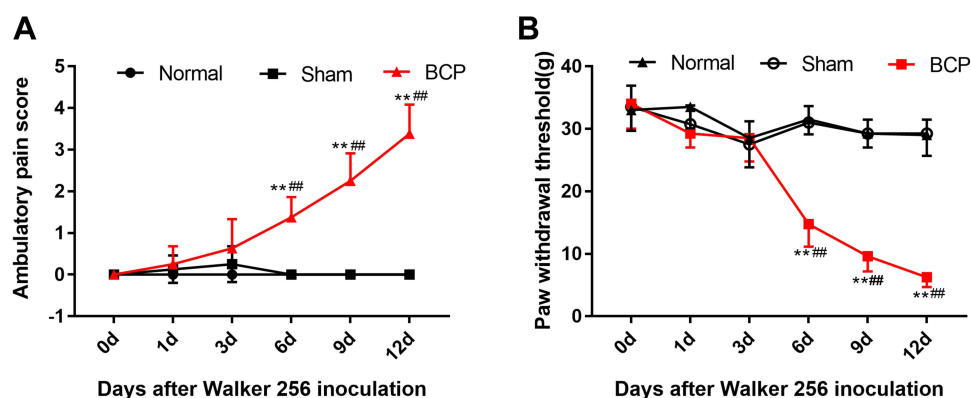 A
Normal Sham BCP
Ambulatory pain score
5
4
3
2
1
0
-1
**##
**##
**##
0d 1d 3d 6d 9d 12d
Days after Walker 256 inoculation
B
Normal Sham BCP
Paw withdrawal threshold(g)
40
30
20
10
0
**##
**##
**##
0d 1d 3d 6d 9d 12d
Days after Walker 256 inoculation